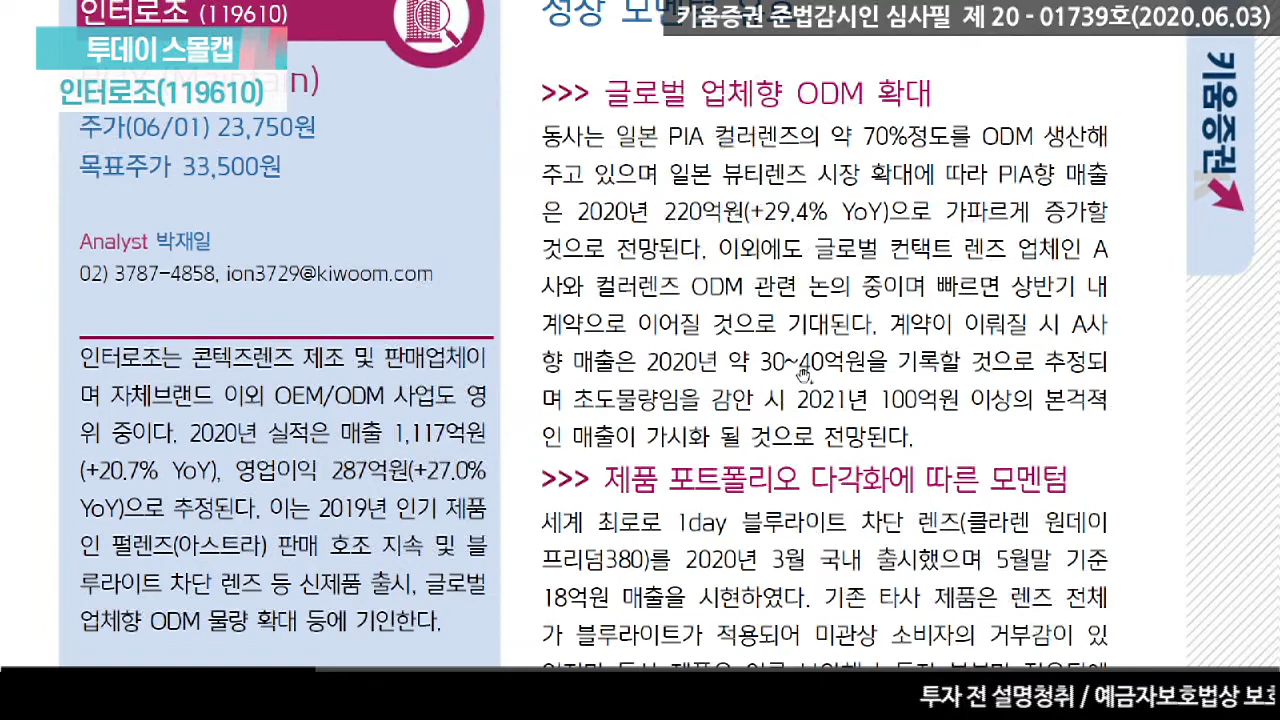 인터로조 (119610)
투데이 스몰캡
인터로조(119610)
주가(06/01) 23,750원
목표주가 33,500원
Analyst 박재일
02) 3787-4858, ion3729@kiwoom.com
인터로조는 콘텍즈렌즈 제조 및 판매업체이
며 자체브랜드 이외 OEM/ODM 사업도 영
위 중이다. 2020년 실적은 매출 1,117억원
(+20.7% YoY), 영업이익 287억원(+27.0%
YoY)으로 추정된다. 이는 2019년 인기 제품
인 펄렌즈(아스트라) 판매 호조 지속 및 블
루라이트 차단 렌즈 등 신제품 출시, 글로벌
업체향 ODM 물량 확대 등에 기인한다.
키움증권 준법감시인 심사필 제 20 - 01739호(2020.06.03)
>>> 글로벌 업체향 ODM 확대
동사는 일본 PIA 컬러렌즈의 약 70%정도를 ODM 생산해
주고 있으며 일본 뷰티렌즈 시장 확대에 따라 PIA향 매출
은 2020년 220억원(+29.4% YoY)으로 가파르게 증가할
것으로 전망된다. 이외에도 글로벌 컨택트 렌즈 업체인 A
사와 컬러렌즈 ODM 관련 논의 중이며 빠르면 상반기 내
계약으로 이어질 것으로 기대된다. 계약이 이뤄질 시 A사
향 매출은 2020년 약 30~40억원을 기록할 것으로 추정되
며 초도물량임을 감안 시 2021년 100억원 이상의 본걱젹
인 매출이 가시화 될 것으로 전망된다.
>>> 제품 포트폴리오 다각화에 따른 모멘텀
세계 최로로 1day 블루라이트 차단 렌즈(클라렌 원데이
프리덤380)를 2020년 3월 국내 출시했으며 5월말 기준
18억원 매출을 시현하였다. 기존 타사 제품은 렌즈 전체
가 블루라이트가 적용되어 미관상 소비자의 거부감이 있
키움증권
투자 전 설명청취 / 예금자보호법상 보호